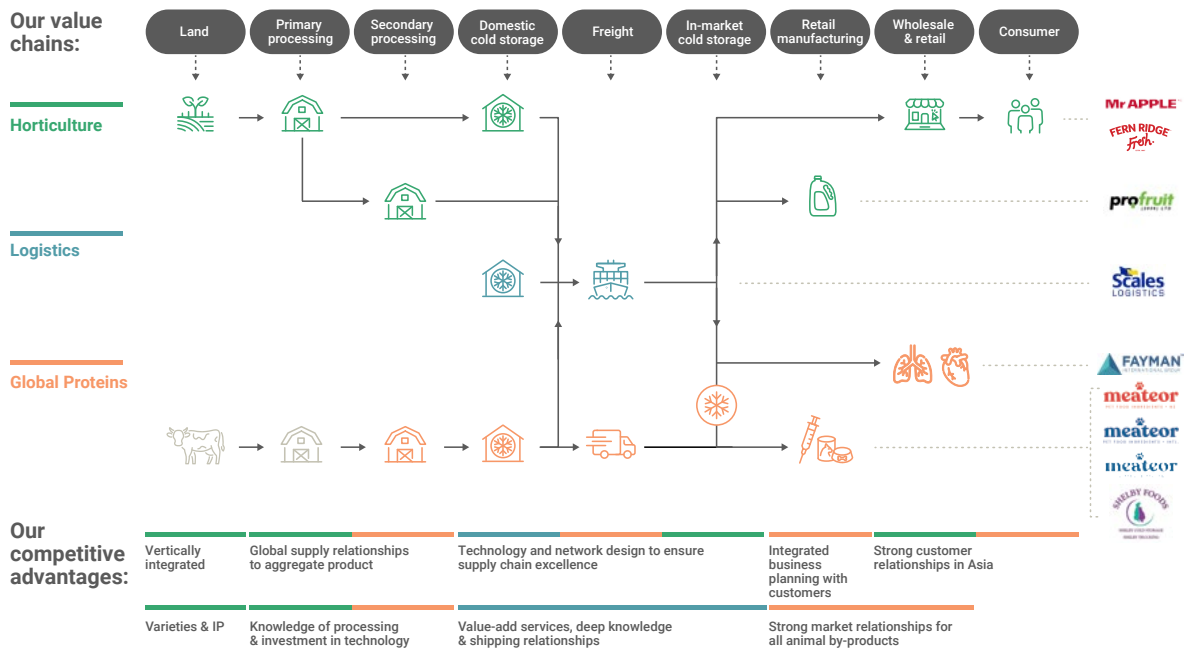 Our value
chains:
Land
Primary
processing
Secondary
processing
Domestic
cold storage
Freight
In-market
cold storage
Retail
manufacturing
Wholesale
& retail
Consumer
Horticulture
Mr APPLE
FERN RIDGE
Fresh
profruit
Logistics
Scales
LOGISTICS
Global Proteins
FAYMAN
INTERNATIONAL GROUP
meateor
meateor
meateor
SHELBY FOODS
Our
competitive
advantages:
Vertically
integrated
Global supply relationships
to aggregate product
Technology and network design to ensure
supply chain excellence
Integrated
business
planning with
customers
Strong customer
relationships in Asia
Varieties & IP
Knowledge of processing
& investment in technology
Value-add services, deep knowledge
& shipping relationships
Strong market relationships for
all animal by-products